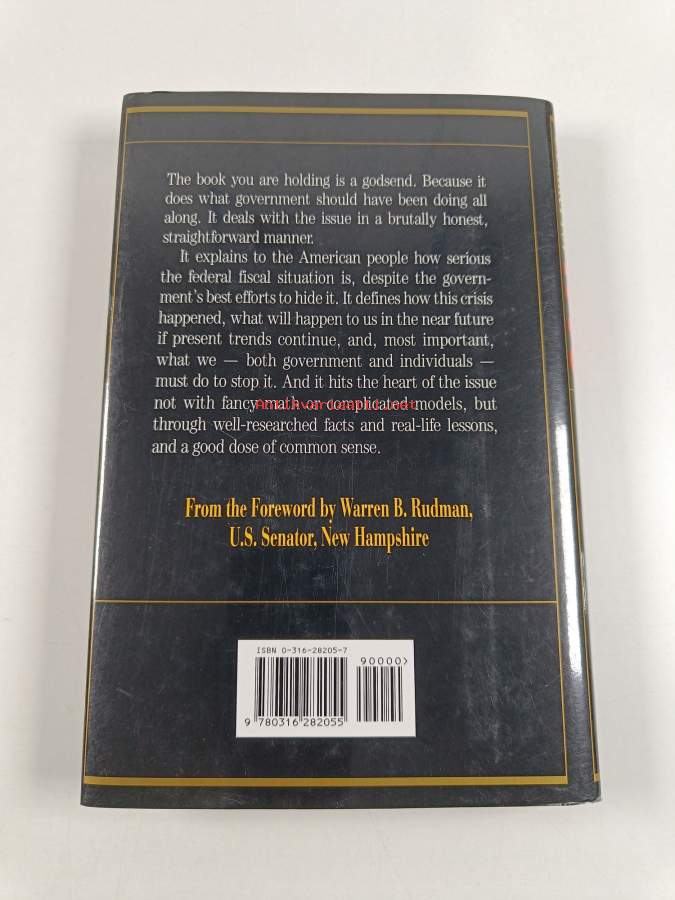 The book you are holding is a godsend. Because it
does what government should have been doing all
along. It deals with the issue in a brutally honest,
straightforward manner.
It explains to the American people how serious
the federal fiscal situation is, despite the govern-
ment's best efforts to hide it. It defines how this crisis
happened, what will happen to us in the near future
if present trends continue, and, most important,
what we — both government and individuals —
must do to stop it. And it hits the heart of the issue
not with fancy math or complicated models, but
through well-researched facts and real-life lessons,
and a good dose of common sense.
From the Foreword by Warren B. Rudman,
U.S. Senator, New Hampshire
ISBN 0-316-28205-7
90000>
9 780316 282055